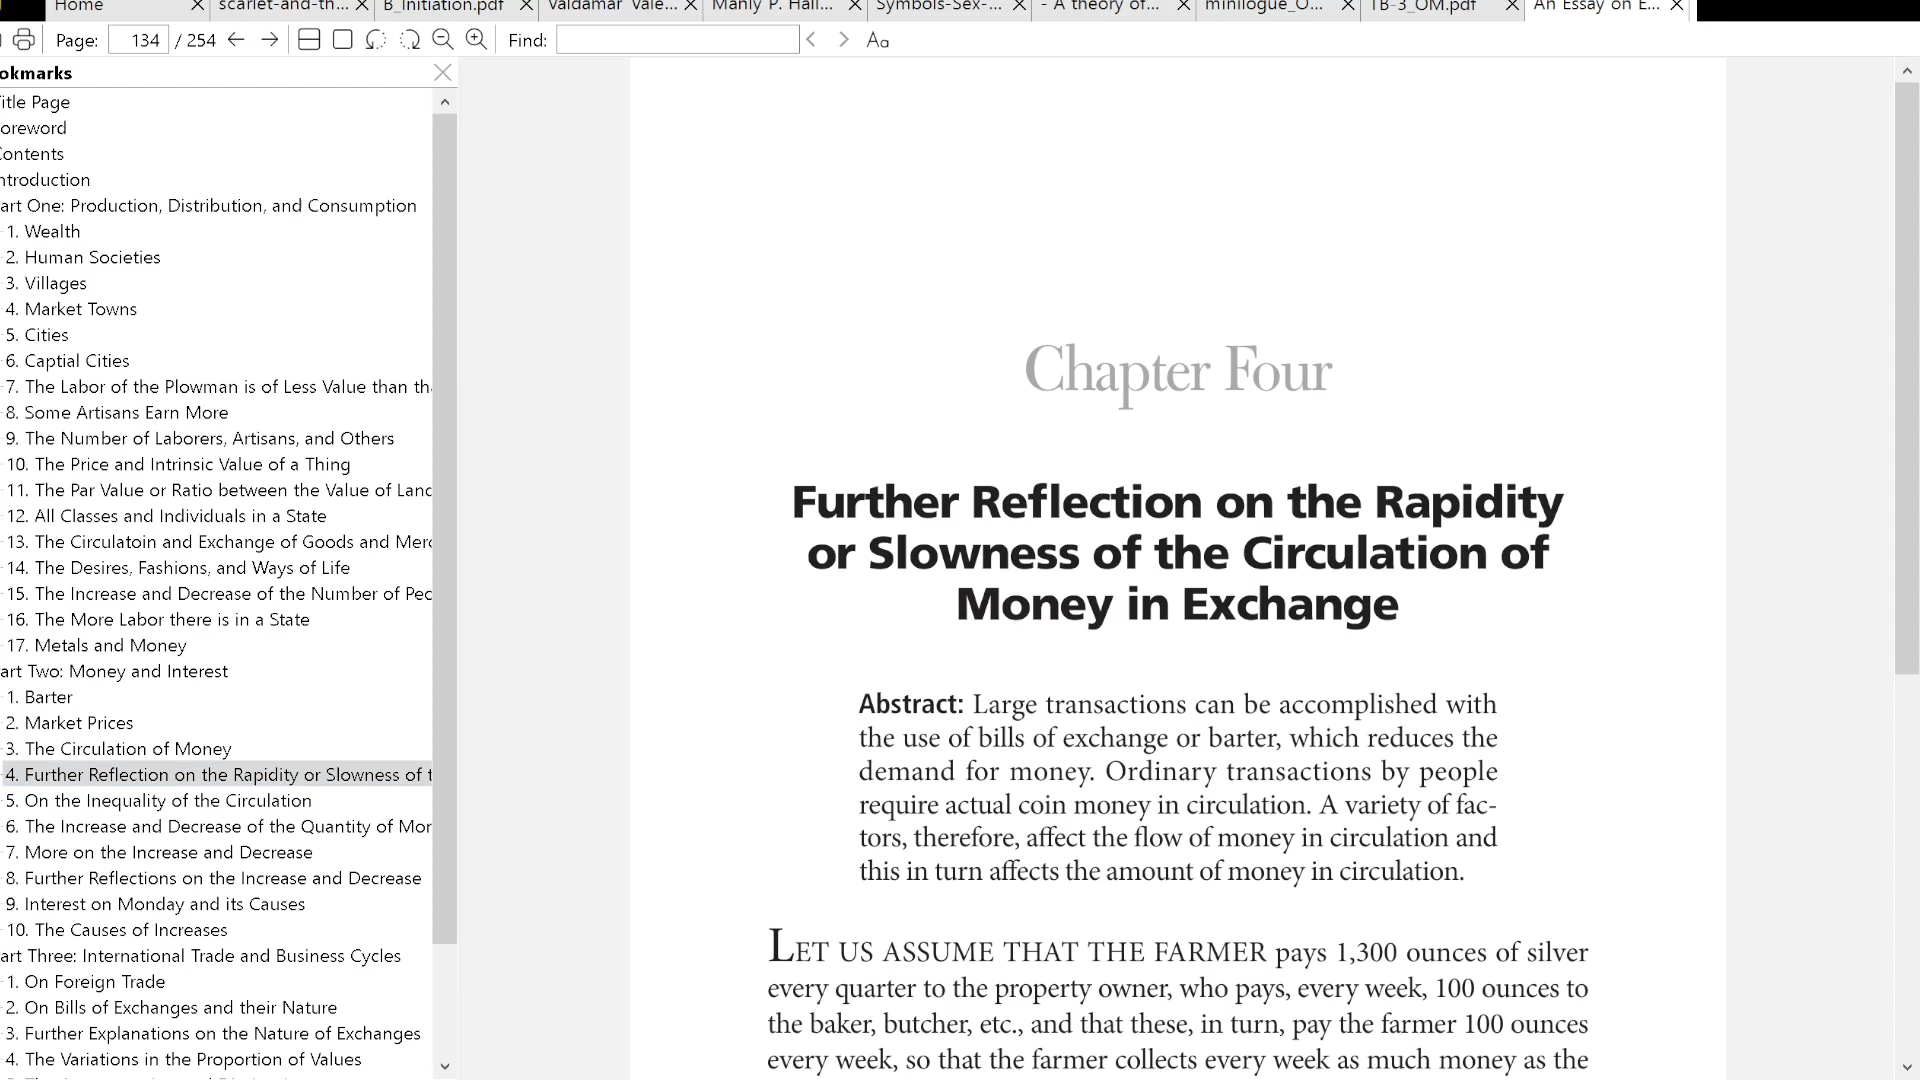 Home scarlet-and-th... B_Initiation.pdf Valdamar Vale... Manly P. Hall... Symbols-Sex-... - A theory of... minilogue_O... TB-3_OM.pdf An Essay on E...
Page: 134 / 254 Find: Aa
okmarks
itle Page
oreword
ontents
ntroduction
art One: Production, Distribution, and Consumption
1. Wealth
2. Human Societies
3. Villages
4. Market Towns
5. Cities
6. Captial Cities
7. The Labor of the Plowman is of Less Value than th
8. Some Artisans Earn More
9. The Number of Laborers, Artisans, and Others
10. The Price and Intrinsic Value of a Thing
11. The Par Value or Ratio between the Value of Lanc
12. All Classes and Individuals in a State
13. The Circulatoin and Exchange of Goods and Merc
14. The Desires, Fashions, and Ways of Life
15. The Increase and Decrease of the Number of Pec
16. The More Labor there is in a State
17. Metals and Money
art Two: Money and Interest
1. Barter
2. Market Prices
3. The Circulation of Money
4. Further Reflection on the Rapidity or Slowness of t
5. On the Inequality of the Circulation
6. The Increase and Decrease of the Quantity of Mor
7. More on the Increase and Decrease
8. Further Reflections on the Increase and Decrease
9. Interest on Monday and its Causes
10. The Causes of Increases
art Three: International Trade and Business Cycles
1. On Foreign Trade
2. On Bills of Exchanges and their Nature
3. Further Explanations on the Nature of Exchanges
4. The Variations in the Proportion of Values
Chapter Four
Further Reflection on the Rapidity
or Slowness of the Circulation of
Money in Exchange
Abstract: Large transactions can be accomplished with
the use of bills of exchange or barter, which reduces the
demand for money. Ordinary transactions by people
require actual coin money in circulation. A variety of fac-
tors, therefore, affect the flow of money in circulation and
this in turn affects the amount of money in circulation.
LET US ASSUME THAT THE FARMER pays 1,300 ounces of silver
every quarter to the property owner, who pays, every week, 100 ounces to
the baker, butcher, etc., and that these, in turn, pay the farmer 100 ounces
every week, so that the farmer collects every week as much money as the